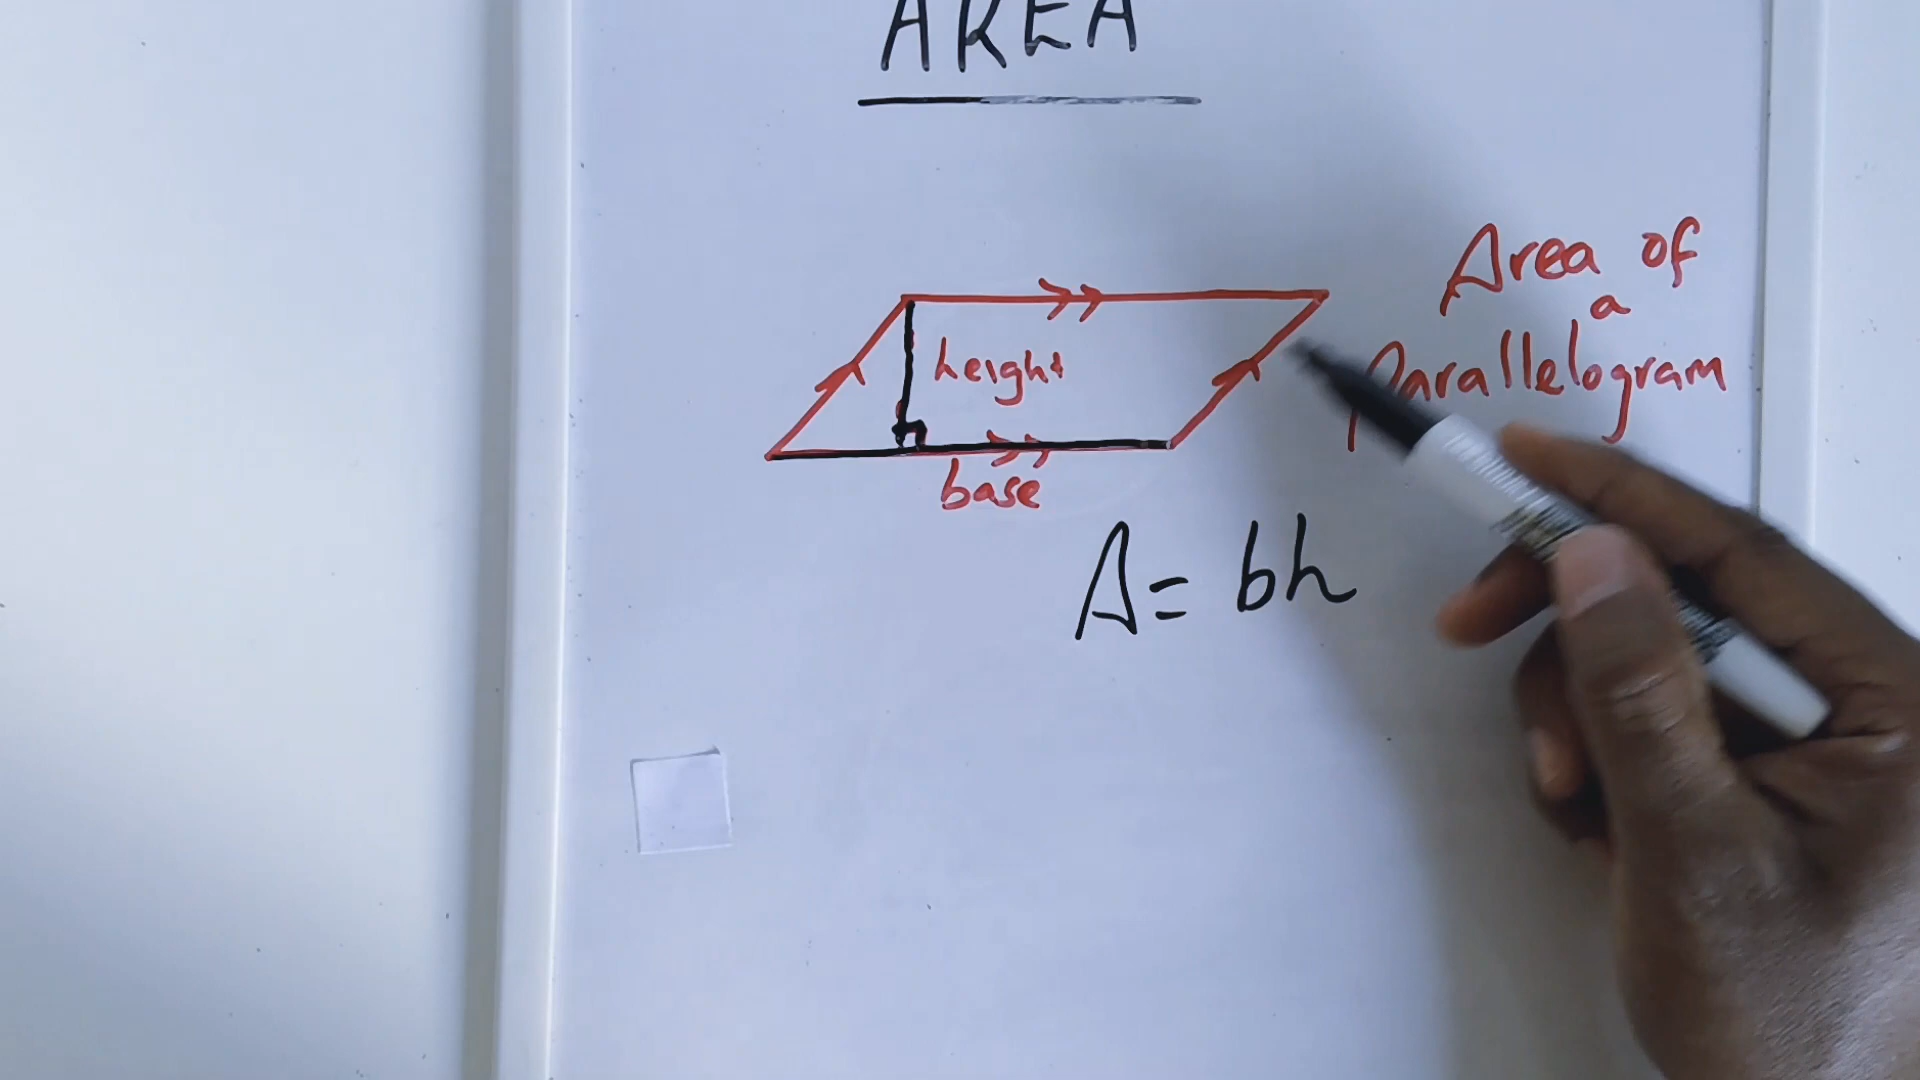 AREA
Area of
a
Parallelogram
height
base
A = bh